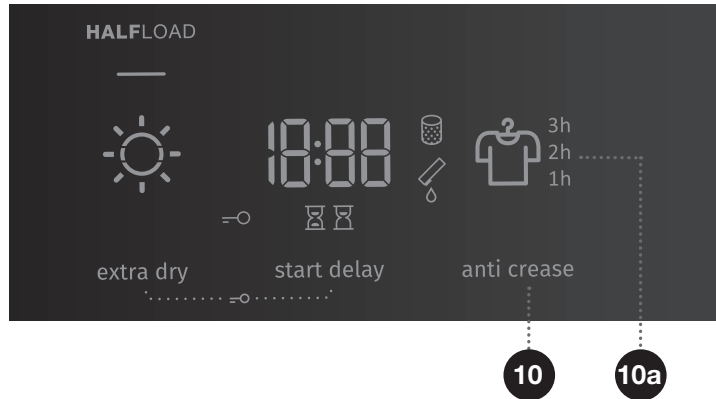 HALFLOAD
18:88
3h
2h
1h
extra dry
start delay
anti crease
10
10a